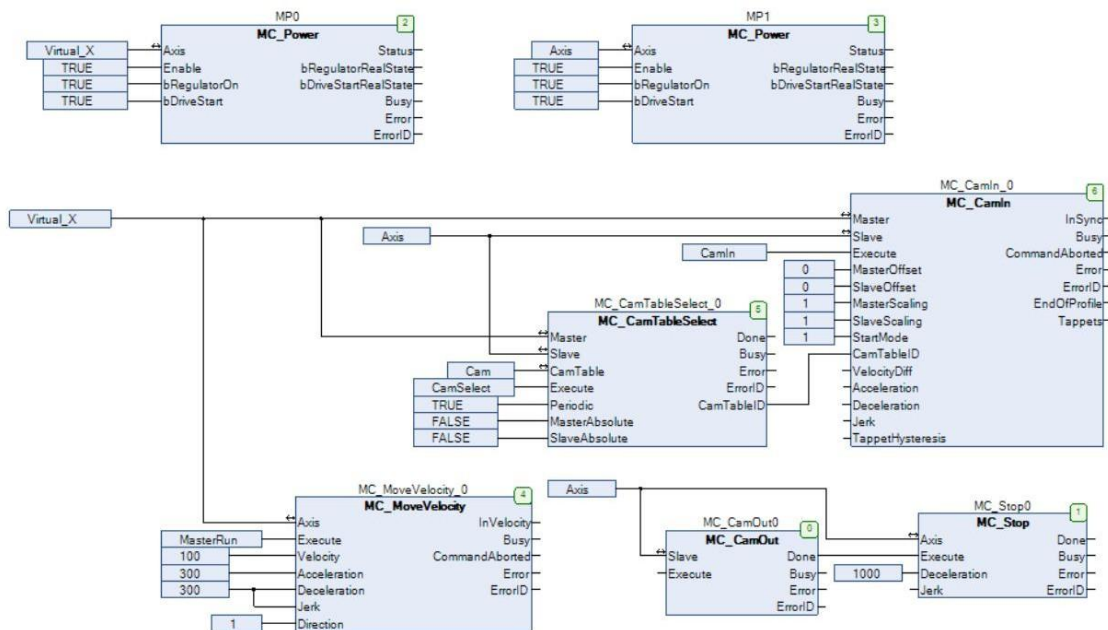 MP0
2
MC_Power
Virtual_X
Axis
Status
TRUE
Enable
bRegulatorRealState
TRUE
bRegulatorOn
bDriveStartRealState
TRUE
bDriveStart
Busy
Error
ErrorID
MP1
3
MC_Power
Axis
Axis
Status
TRUE
Enable
bRegulatorRealState
TRUE
bRegulatorOn
bDriveStartRealState
TRUE
bDriveStart
Busy
Error
ErrorID
MC_CamIn_0
6
MC_CamIn
Virtual_X
Master
InSync
Axis
Slave
Busy
CamIn
Execute
CommandAborted
0
MasterOffset
Error
0
SlaveOffset
ErrorID
1
MasterScaling
EndOfProfile
1
SlaveScaling
Tappets
1
StartMode
CamTableID
VelocityDiff
Acceleration
Deceleration
Jerk
TappetHysteresis
MC_CamTableSelect_0
5
MC_CamTableSelect
Master
Done
Slave
Busy
Cam
CamTable
Error
CamSelect
Execute
ErrorID
TRUE
Periodic
CamTableID
FALSE
MasterAbsolute
FALSE
SlaveAbsolute
MC_MoveVelocity_0
4
MC_MoveVelocity
Axis
InVelocity
MasterRun
Execute
Busy
100
Velocity
CommandAborted
300
Acceleration
Error
300
Deceleration
ErrorID
Jerk
1
Direction
Axis
MC_CamOut0
0
MC_CamOut
Slave
Done
Execute
Busy
Error
ErrorID
MC_Stop0
1
MC_Stop
Axis
Done
Execute
Busy
1000
Deceleration
Error
Jerk
ErrorID